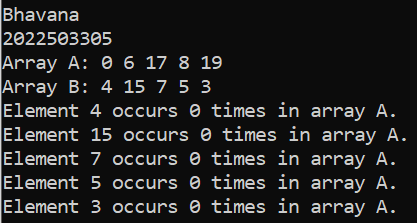 Bhavana
2022503305
Array A: 0 6 17 8 19
Array B: 4 15 7 5 3
Element 4 occurs 0 times in array A.
Element 15 occurs 0 times in array A.
Element 7 occurs 0 times in array A.
Element 5 occurs 0 times in array A.
Element 3 occurs 0 times in array A.